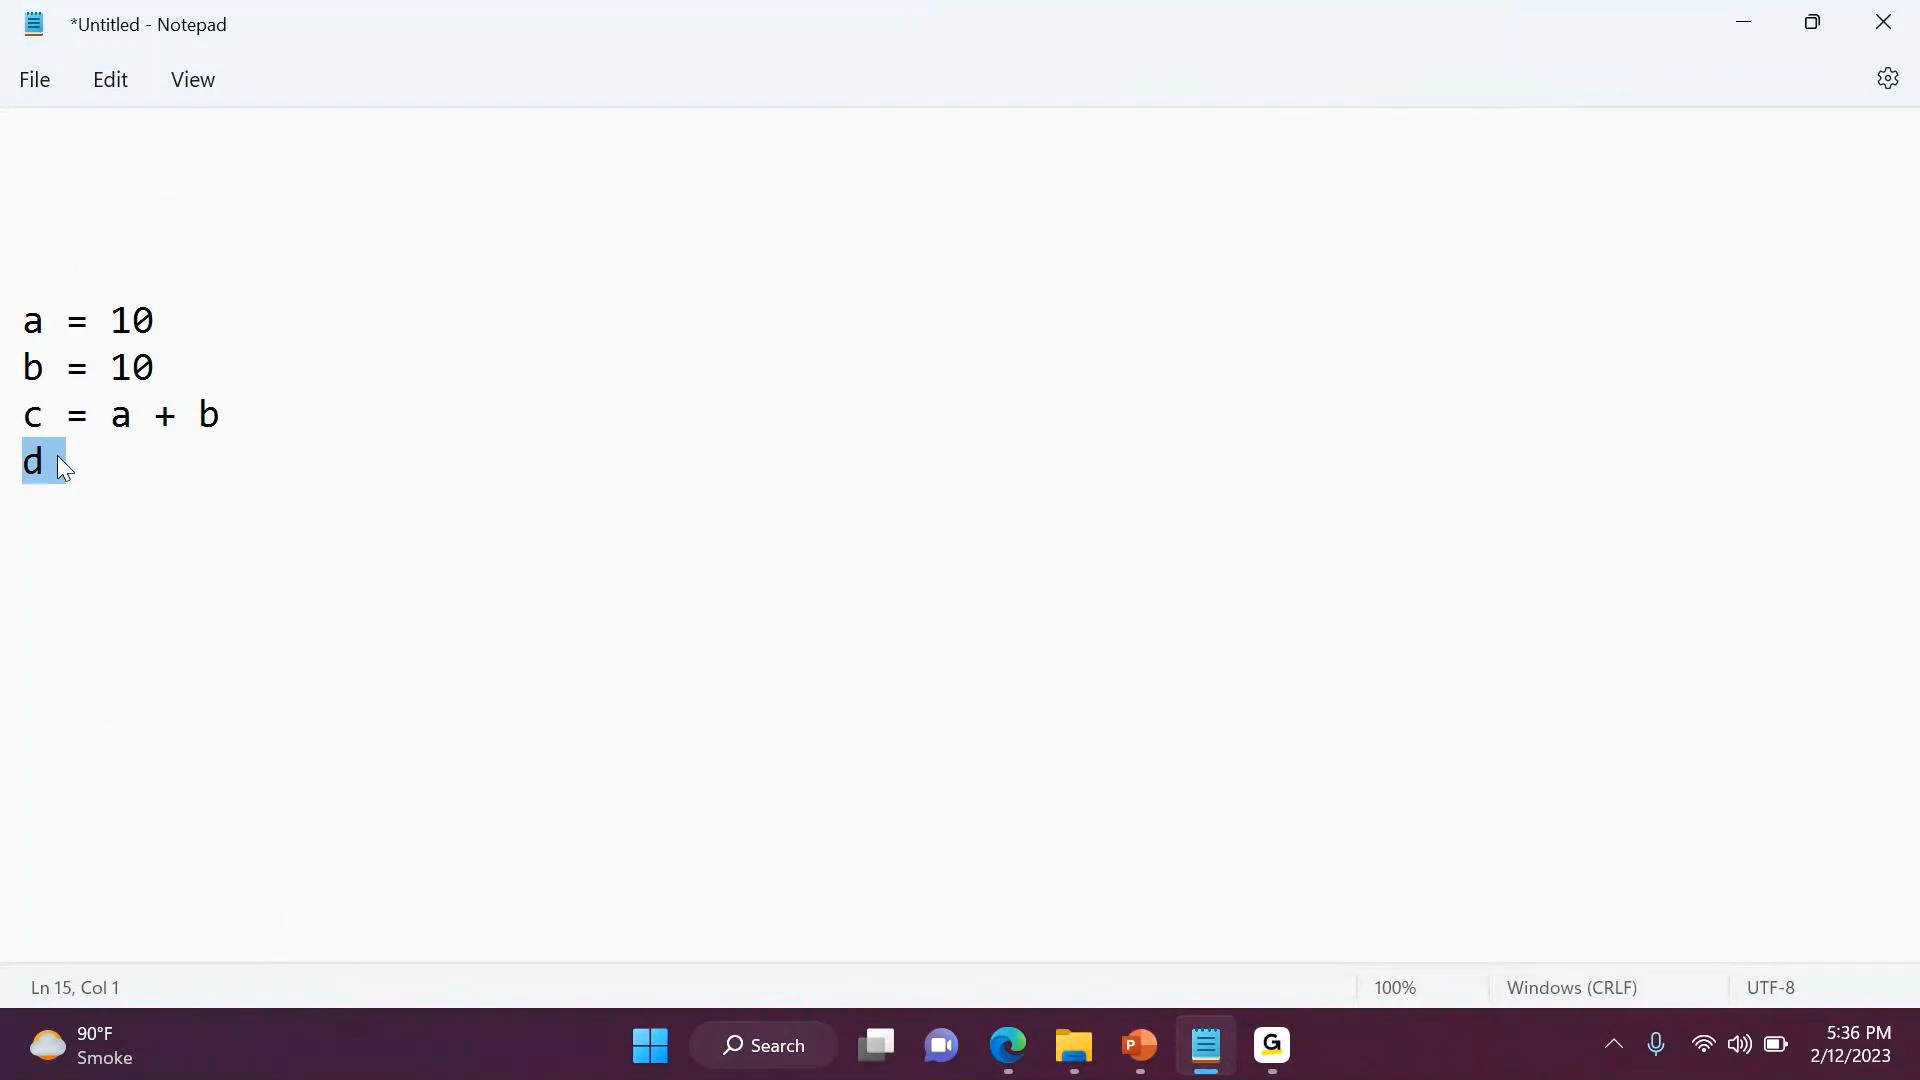 *Untitled - Notepad
File Edit View
a = 10
b = 10
c = a + b
d
Ln 15, Col 1 100% Windows (CRLF) UTF-8
90°F
Smoke
Search
P
G
5:36 PM
2/12/2023